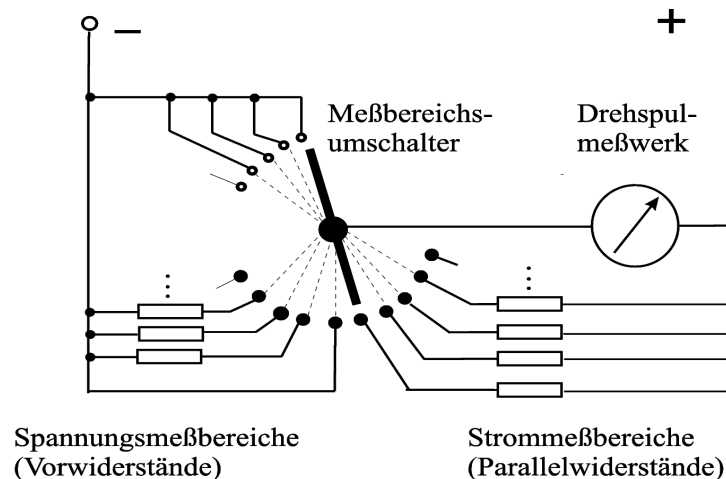 − +
Meßbereichs-
umschalter
Drehspul-
meßwerk
Spannungsmeßbereiche
(Vorwiderstände)
Strommeßbereiche
(Parallelwiderstände)